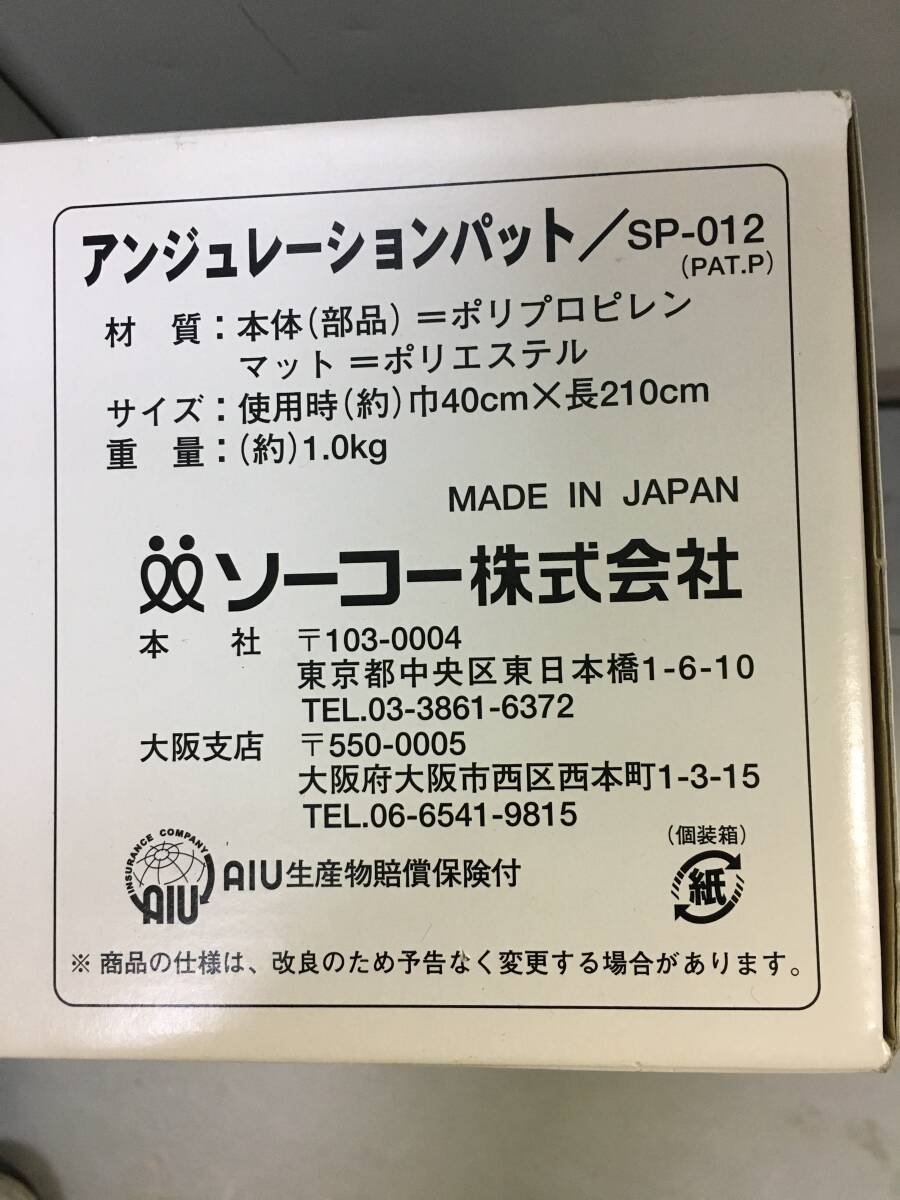 アンジュレーションパット／SP-012
(PAT.P)
材　質：本体(部品)＝ポリプロピレン
マット＝ポリエステル
サイズ：使用時(約)巾40cm×長210cm
重　量：(約)1.0kg
MADE IN JAPAN
ソーコー株式会社
本　社　〒103-0004
東京都中央区東日本橋1-6-10
TEL.03-3861-6372
大阪支店　〒550-0005
大阪府大阪市西区西本町1-3-15
TEL.06-6541-9815
INSURANCE COMPANY
AIU
AIU生産物賠償保険付
(個装箱)
紙
※ 商品の仕様は、改良のため予告なく変更する場合があります。